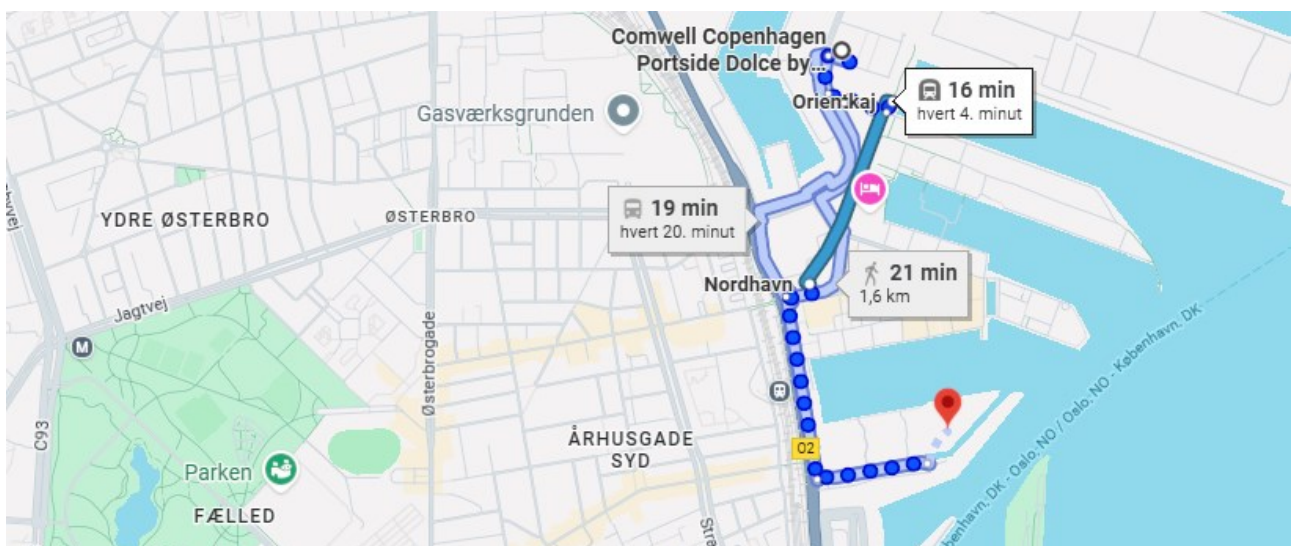 Comwell Copenhagen
Portside Dolce by...
Orientkaj
16 min
hvert 4. minut
Gasværksgrunden
19 min
hvert 20. minut
YDRE ØSTERBRO
ØSTERBRO
Nordhavn
21 min
1,6 km
Jagtvej
M
Østerbrogade
C93
ÅRHUSGADE
SYD
O2
Parken
FÆLLED
København, DK - Oslo, NO / Oslo, NO - København, DK